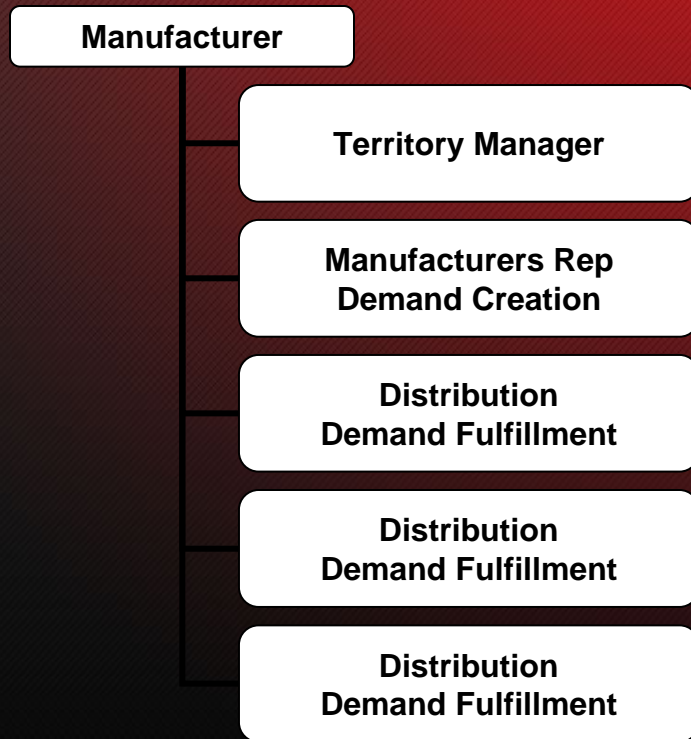 Manufacturer
Territory Manager
Manufacturers Rep
Demand Creation
Distribution
Demand Fulfillment
Distribution
Demand Fulfillment
Distribution
Demand Fulfillment